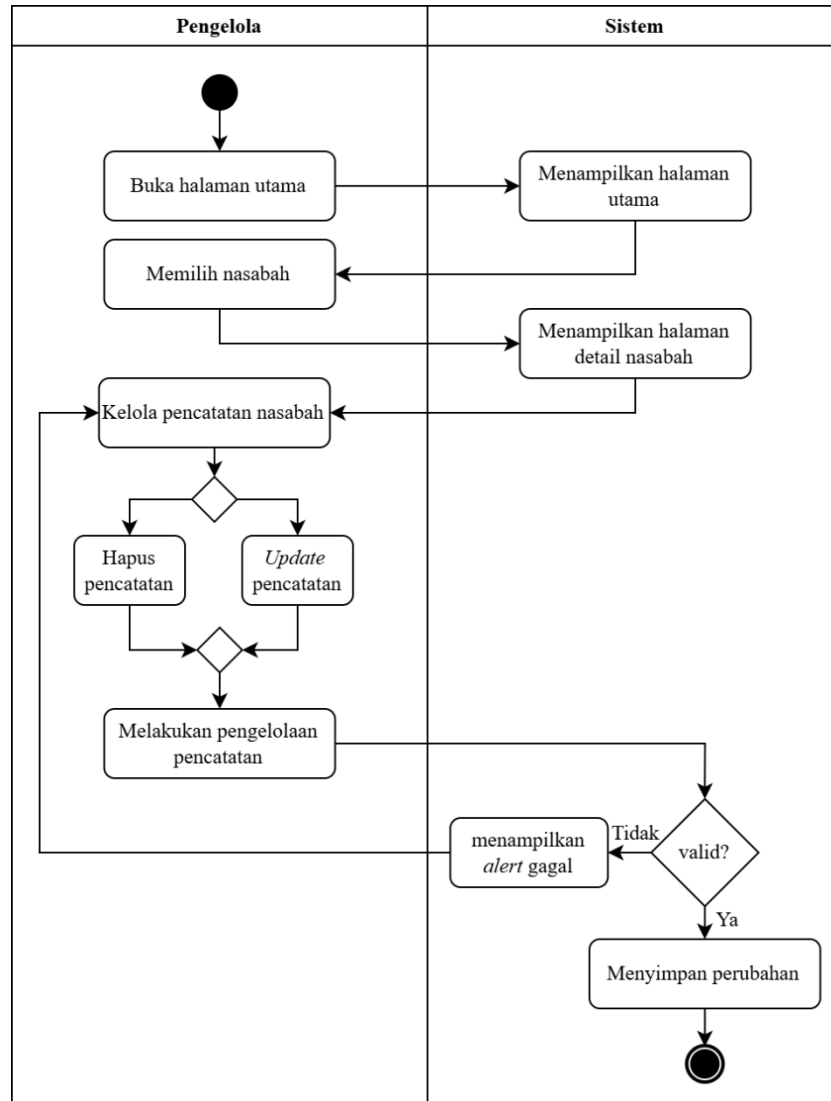 Pengelola
Sistem
Buka halaman utama
Menampilkan halaman
utama
Memilih nasabah
Menampilkan halaman
detail nasabah
Kelola pencatatan nasabah
Hapus
pencatatan
Update
pencatatan
Melakukan pengelolaan
pencatatan
valid?
Tidak
menampilkan
alert gagal
Ya
Menyimpan perubahan